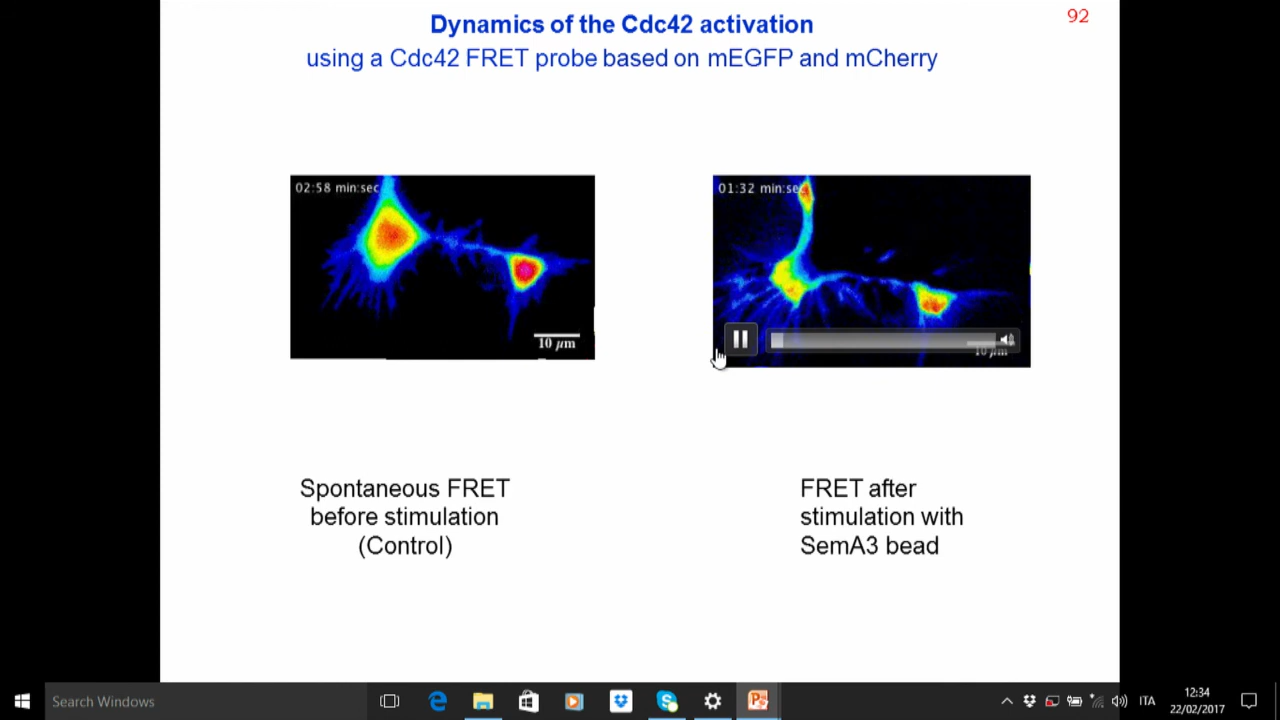 Dynamics of the Cdc42 activation
92
using a Cdc42 FRET probe based on mEGFP and mCherry
02:58 min:sec
01:32 min:sec
10 µm
10 µm
Spontaneous FRET
before stimulation
(Control)
FRET after
stimulation with
SemA3 bead
Search Windows
ITA
12:34
22/02/2017